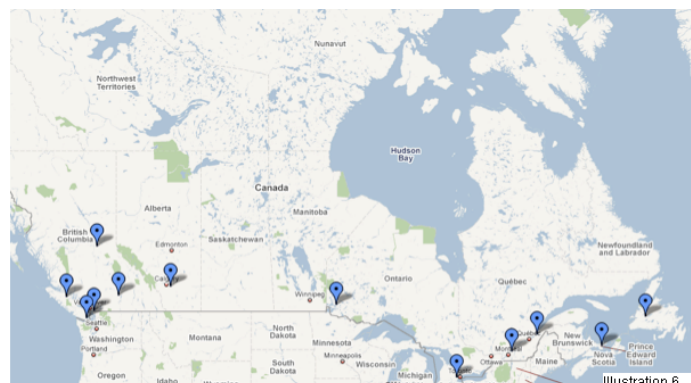 Nunavut
Northwest
Territories
Hudson
Bay
Canada
Alberta
Manitoba
British
Columbia
Edmonton
Saskatchewan
Newfoundland
and Labrador
Ontario
Québec
Winnipeg
Seattle
Washington
Portland
Montana
North
Dakota
Minnesota
New
Brunswick
Ottawa
Maine
Nova
Scotia
Prince
Edward
Island
Minneapolis
Wisconsin
South
Dakota
Michigan
Oregon
Idaho
Illustration 6